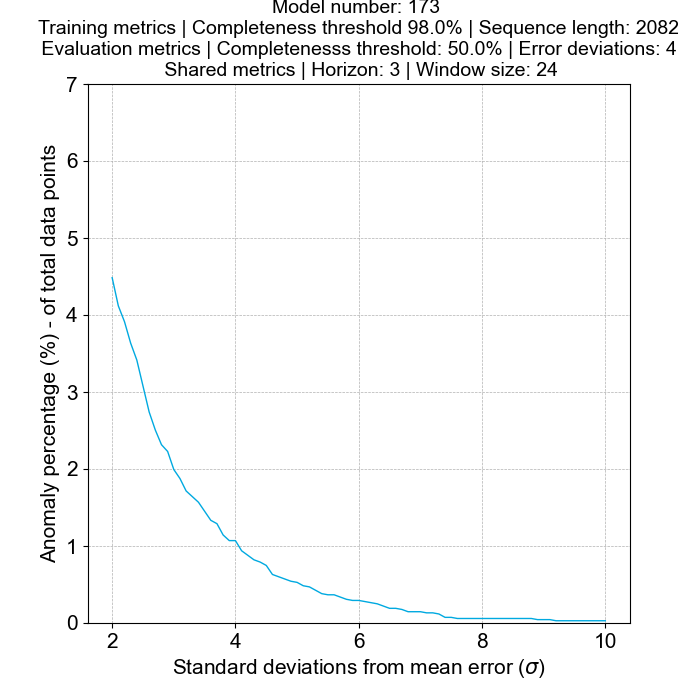 Model number: 173
Training metrics | Completeness threshold 98.0% | Sequence length: 2082
Evaluation metrics | Completenesss threshold: 50.0% | Error deviations: 4
Shared metrics | Horizon: 3 | Window size: 24
7
6
5
4
3
2
1
0
Anomaly percentage (%) - of total data points
2 4 6 8 10
Standard deviations from mean error (σ)